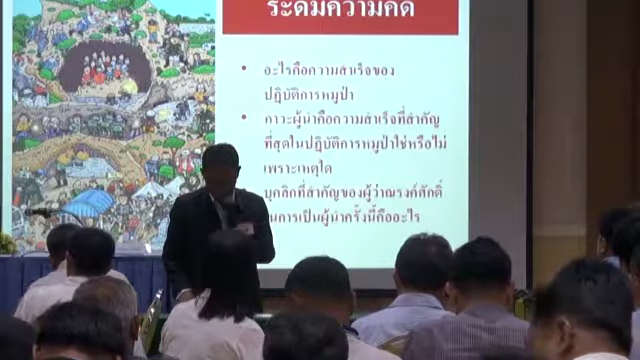 ระดมความคิด
• อะไรคือความสำเร็จของ
ปฏิบัติการหมูป่า
• ภาวะผู้นำคือความสำเร็จที่สำคัญ
ที่สุดในปฏิบัติการหมูป่าใช่หรือไม่
เพราะเหตุใด
บุคลิกที่สำคัญของผู้ว่าณรงค์ศักดิ์
ในการเป็นผู้นำครั้งนี้คืออะไร